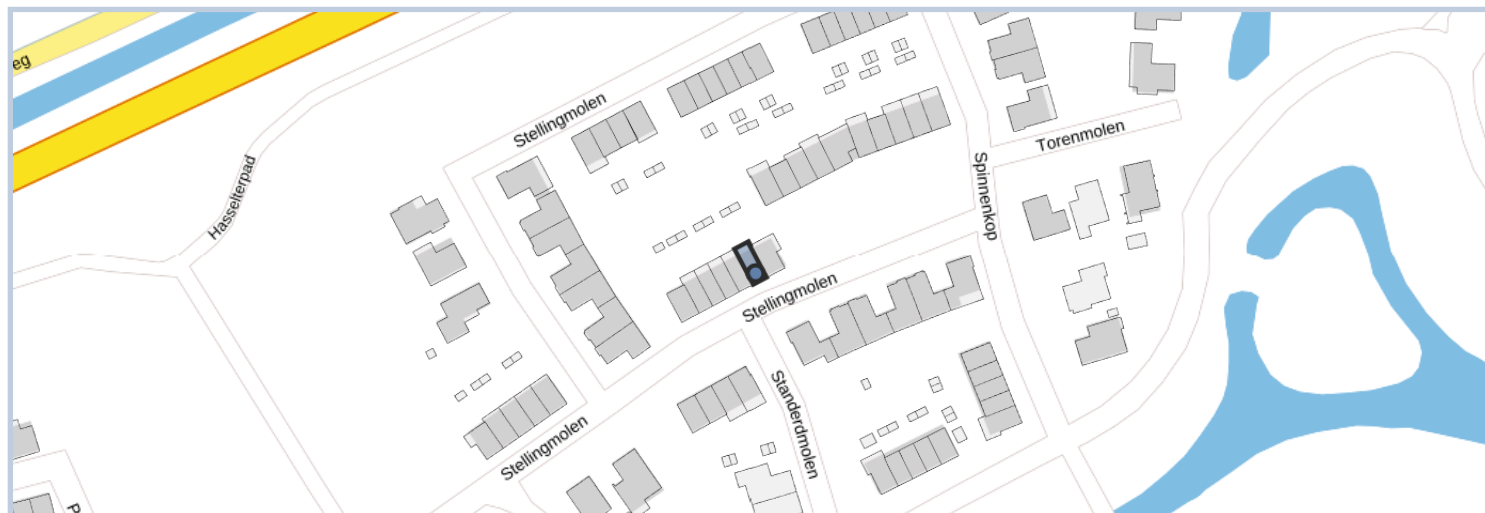 eg
Stellingmolen
Torenmolen
Hasselterpad
Spinnenkop
Stellingmolen
Standerdmolen
Stellingmolen
P